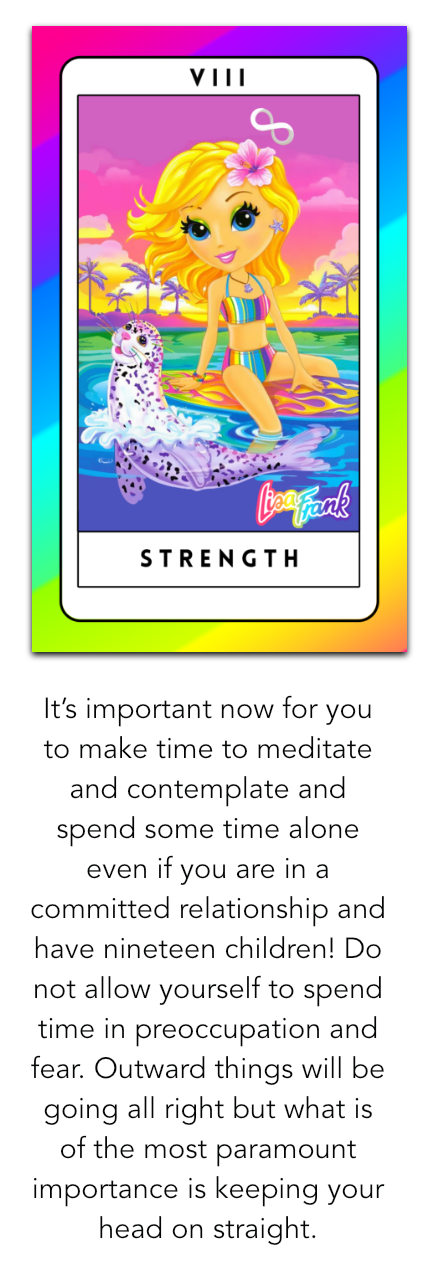 VIII
Lisa Frank
STRENGTH
It’s important now for you
to make time to meditate
and contemplate and
spend some time alone
even if you are in a
committed relationship and
have nineteen children! Do
not allow yourself to spend
time in preoccupation and
fear. Outward things will be
going all right but what is
of the most paramount
importance is keeping your
head on straight.